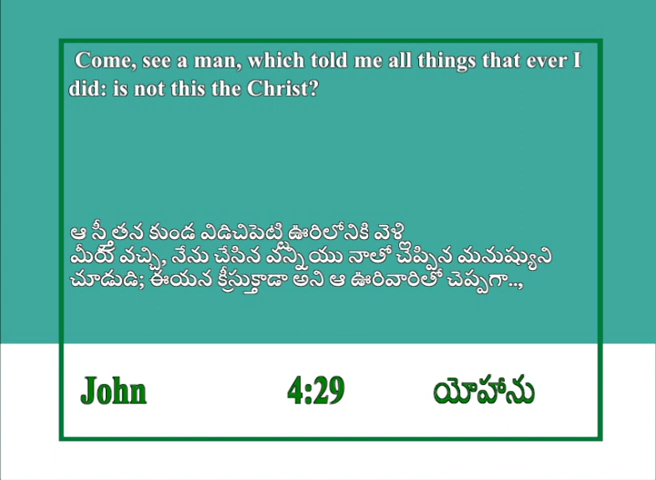 Come, see a man, which told me all things that ever I
did: is not this the Christ?
ఆ స్త్రీతన కుండ విడిచిపెట్టి ఊరిలోనికి వెళ్లి
మీరు వచ్చి, నేను చేసిన వన్నియు నాతో చెప్పిన మనుష్యుని
చూడుడి; ఈయన క్రీస్తుకాడా అని ఆ ఊరివారితో చెప్పగా..,
John 4:29 యోహాను